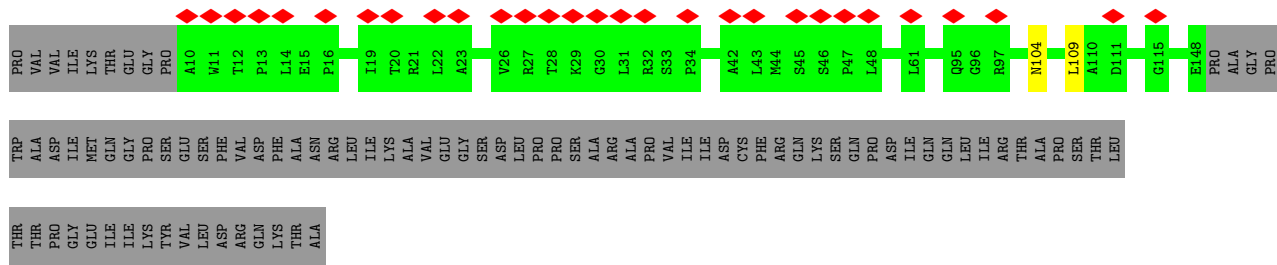 PRO VAL VAL ILE LYS THR GLU GLY PRO A10 W11 T12 P13 L14 E15 P16 I19 T20 R21 L22 A23 V26 R27 T28 K29 G30 L31 R32 S33 P34 A42 L43 M44 S45 S46 P47 L48 L61 Q95 G96 R97 N104 L109 A110 D111 G115 E148 PRO ALA GLY PRO
TRP ALA ASP ILE MET GLN GLY PRO SER GLU SER PHE VAL ASP PHE ALA ASN ARG LEU ILE LYS ALA VAL GLU GLY SER ASP LEU PRO PRO SER ALA ARG ALA PRO VAL ILE ILE ASP CYS PHE ARG GLN LYS SER GLN PRO ASP ILE GLN GLN LEU ILE ARG THR ALA PRO SER THR LEU
THR THR PRO GLY GLU ILE ILE LYS TYR VAL LEU ASP ARG GLN LYS THR ALA